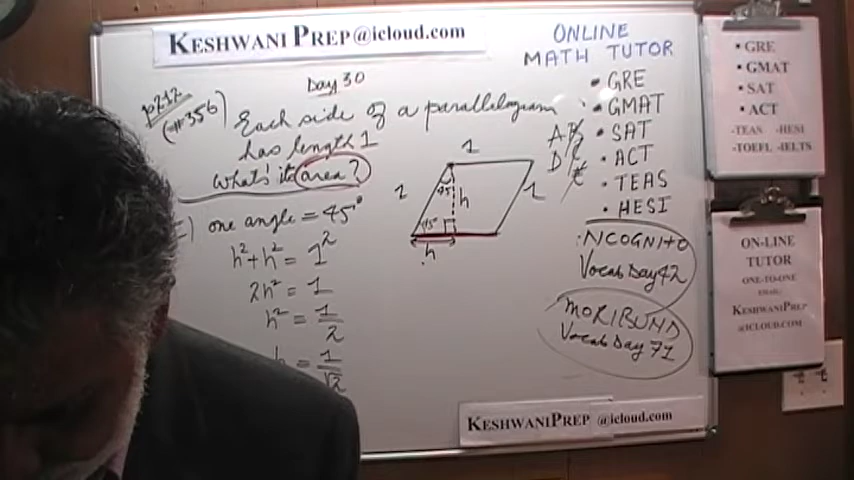 KESHWANIPREP@icloud.com
ONLINE
MATH TUTOR
• GRE
• GMAT
• SAT
• ACT
• TEAS
• HESI
Day 30
p212
(#356)
Each side of a parallelogram
has length 1
What's its area?
one angle = 45°
h² + h² = 1²
2h² = 1
h² = 1/2
h = 1/√2
1
1
1
45°
45°
h
h
A B
D
E
INCOGNITO
Vocab Day 42
MORIBUND
Vocab Day 71
KESHWANIPREP @icloud.com
• GRE
• GMAT
• SAT
• ACT
-TEAS -HESI
-TOEFL -IELTS
ON-LINE
TUTOR
ONE-TO-ONE
EMAIL:
KESHWANIPREP
@ICLOUD.COM